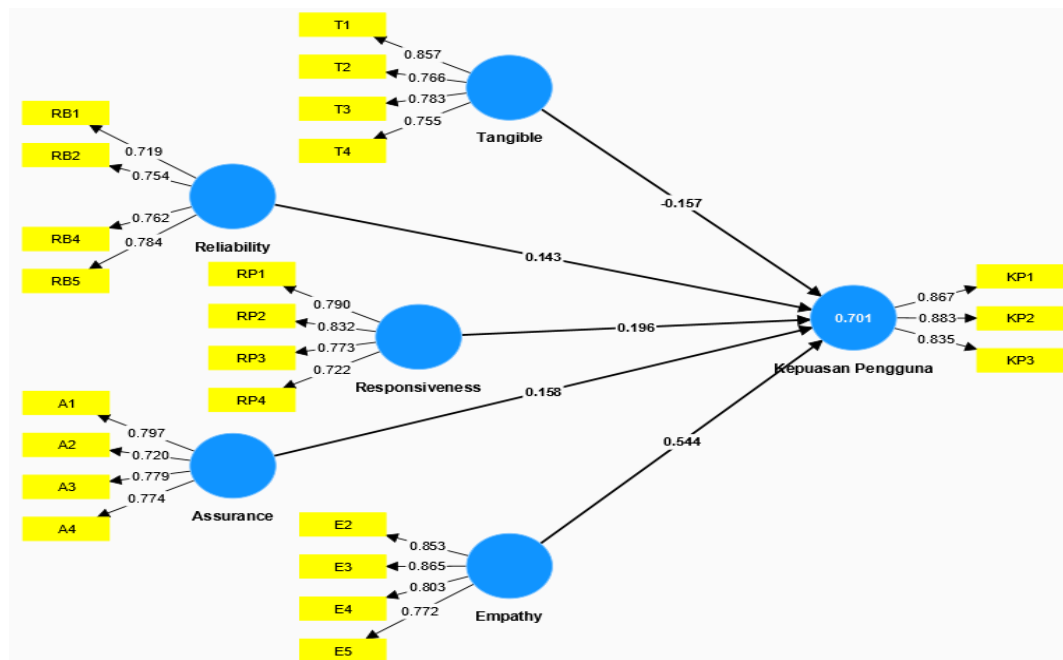 T1
0.857
T2
0.766
T3
0.783
T4
0.755
Tangible
RB1
0.719
RB2
0.754
RB4
0.762
RB5
0.784
Reliability
-0.157
0.143
RP1
0.790
RP2
0.832
RP3
0.773
RP4
0.722
Responsiveness
0.196
0.701
Kepuasan Pengguna
KP1
0.867
KP2
0.883
KP3
0.835
A1
0.797
A2
0.720
A3
0.779
A4
0.774
Assurance
0.158
E2
0.853
E3
0.865
E4
0.803
E5
0.772
Empathy
0.544